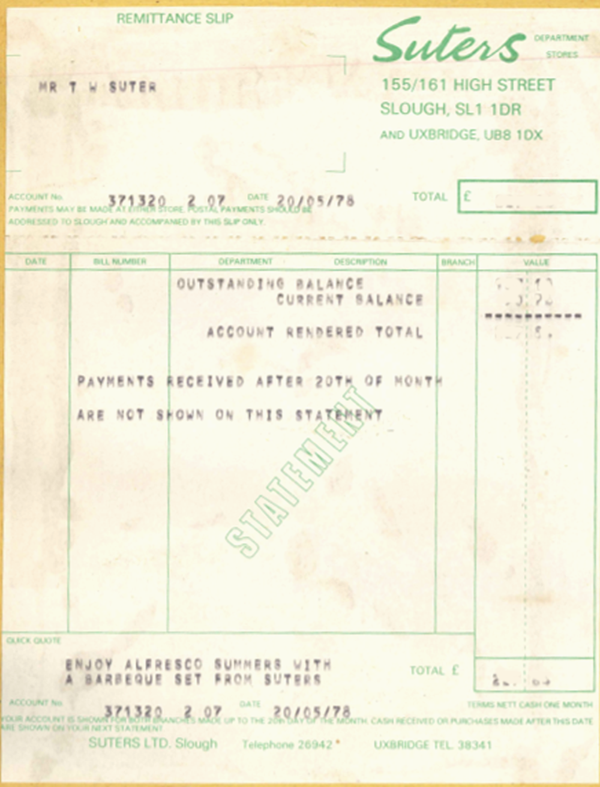 REMITTANCE SLIP
Suters DEPARTMENT STORES
MR T W SUTER
155/161 HIGH STREET
SLOUGH, SL1 1DR
AND UXBRIDGE, UB8 1DX
ACCOUNT No. 371320 2 07 DATE 20/05/78 TOTAL £
PAYMENTS MAY BE MADE AT EITHER STORE. POSTAL PAYMENTS SHOULD BE
ADDRESSED TO SLOUGH AND ACCOMPANIED BY THIS SLIP ONLY.
DATE BILL NUMBER DEPARTMENT DESCRIPTION BRANCH VALUE
OUTSTANDING BALANCE
CURRENT BALANCE
ACCOUNT RENDERED TOTAL
PAYMENTS RECEIVED AFTER 20TH OF MONTH
ARE NOT SHOWN ON THIS STATEMENT
STATEMENT
QUICK QUOTE
ENJOY ALFRESCO SUMMERS WITH
A BARBEQUE SET FROM SUTERS
TOTAL £
ACCOUNT No. 371320 2 07 DATE 20/05/78 TERMS NETT CASH ONE MONTH
YOUR ACCOUNT IS SHOWN FOR BOTH BRANCHES MADE UP TO THE 20th DAY OF THE MONTH. CASH RECEIVED OR PURCHASES MADE AFTER THIS DATE
ARE SHOWN ON YOUR NEXT STATEMENT
SUTERS LTD. Slough Telephone 26942 UXBRIDGE TEL. 38341